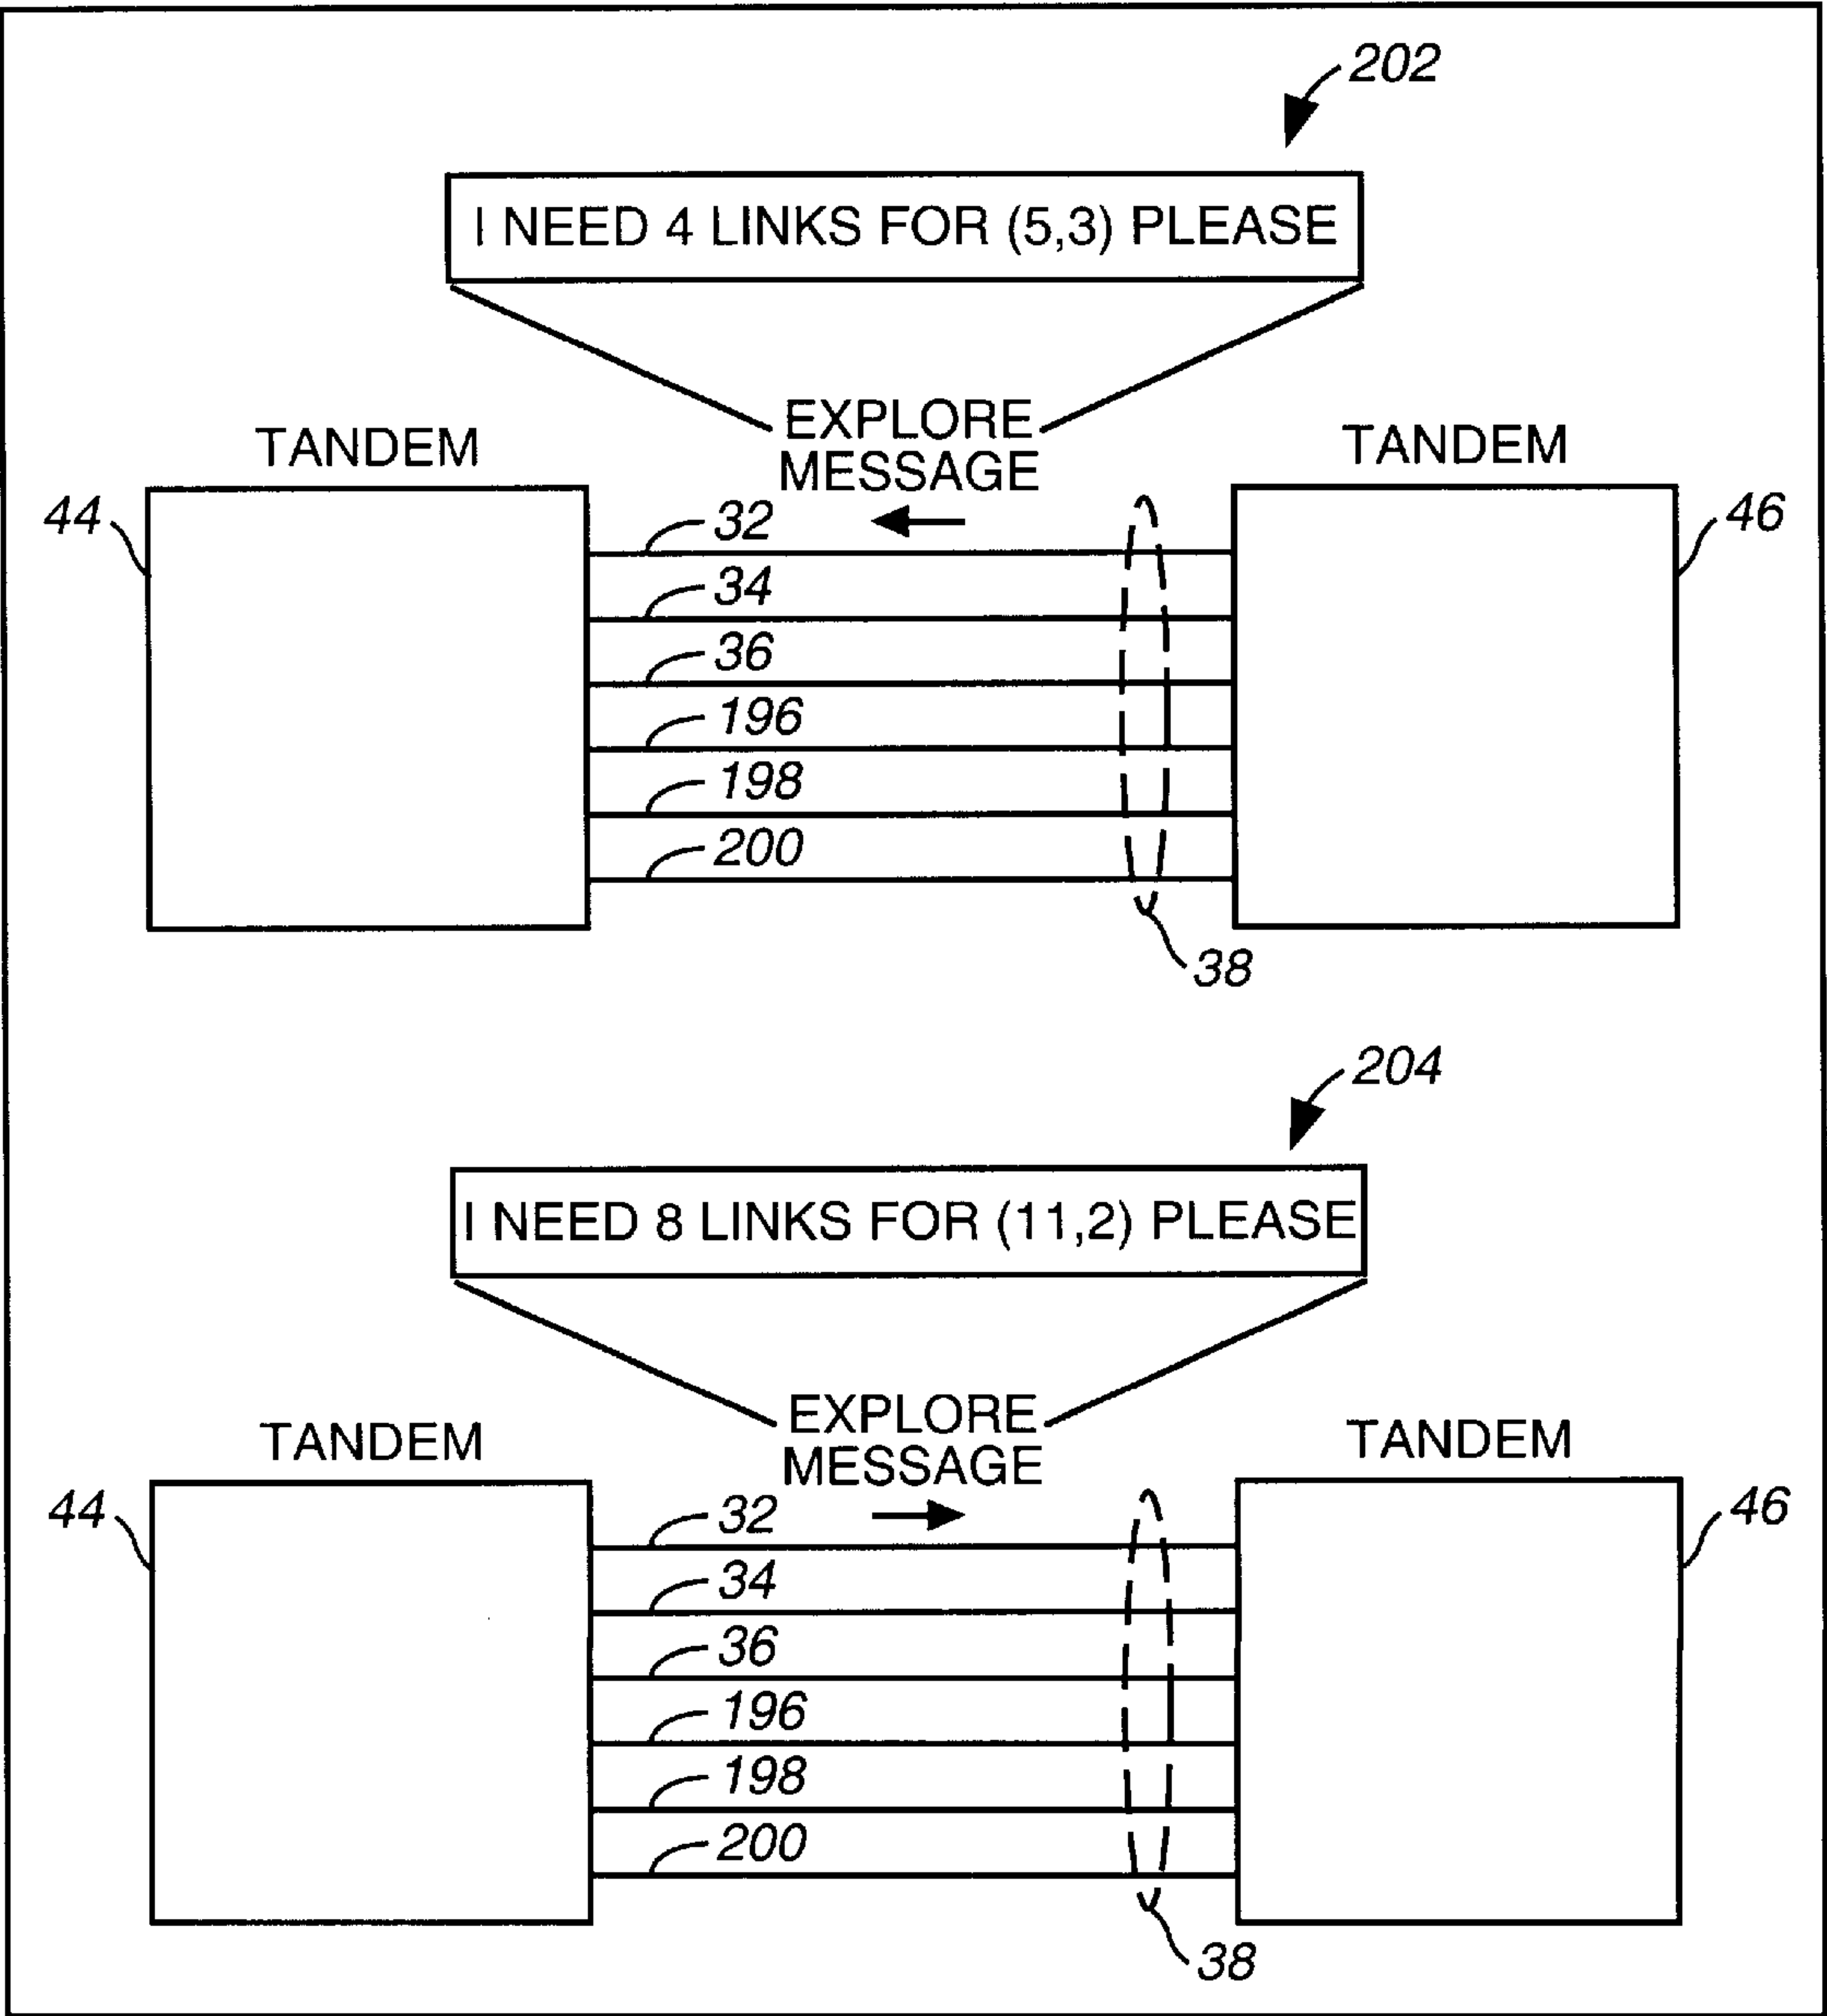 202
I NEED 4 LINKS FOR (5,3) PLEASE
EXPLORE
MESSAGE
TANDEM
TANDEM
44
46
32
34
36
196
198
200
38
204
I NEED 8 LINKS FOR (11,2) PLEASE
EXPLORE
MESSAGE
TANDEM
TANDEM
44
46
32
34
36
196
198
200
38